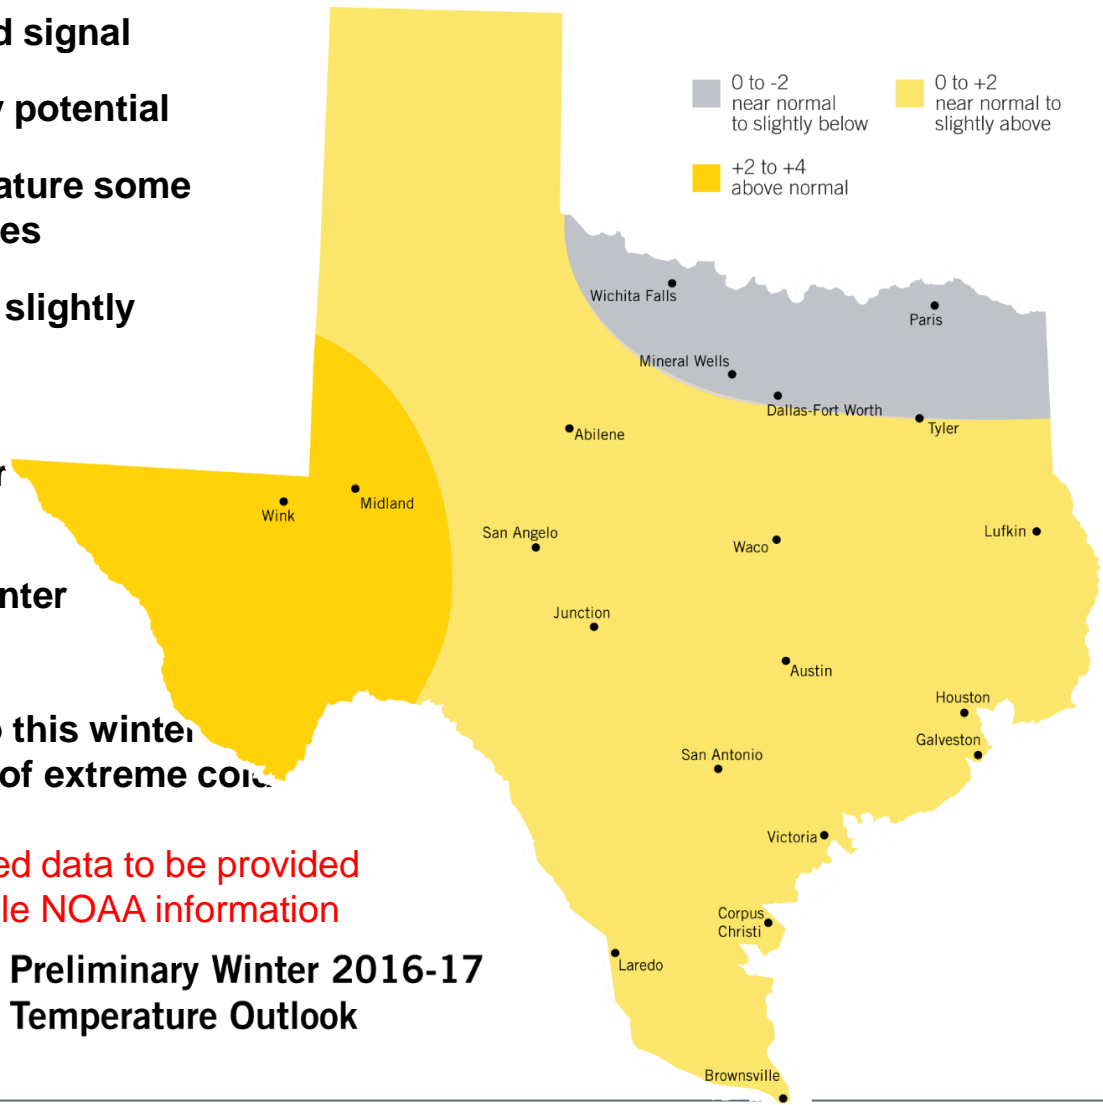 d signal
y potential
ature some
es
slightly
r
nter
this winter
of extreme cold
ed data to be provided
le NOAA information
Preliminary Winter 2016-17
Temperature Outlook
0 to -2
near normal
to slightly below
0 to +2
near normal to
slightly above
+2 to +4
above normal
Wichita Falls
Paris
Mineral Wells
Dallas-Fort Worth
Tyler
Abilene
Midland
Wink
San Angelo
Waco
Lufkin
Junction
Austin
Houston
Galveston
San Antonio
Victoria
Corpus
Christi
Laredo
Brownsville